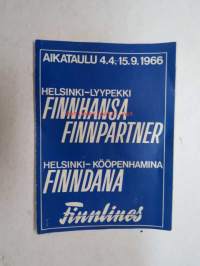 AIKATAULU 4.4.-15.9.1966
HELSINKI-LYYPEKKI
FINNHANSA
FINNPARTNER
HELSINKI-KÖÖPENHAMINA
FINNDANA
Finnlines